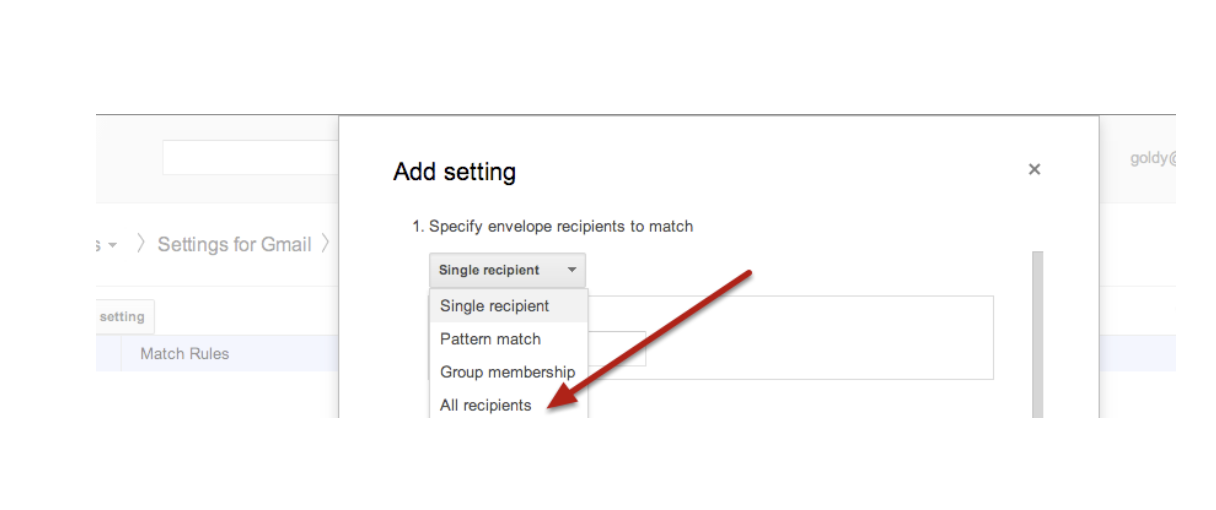 Add setting
×
goldy@
1. Specify envelope recipients to match
s
Settings for Gmail
Single recipient
Single recipient
setting
Pattern match
Match Rules
Group membership
All recipients